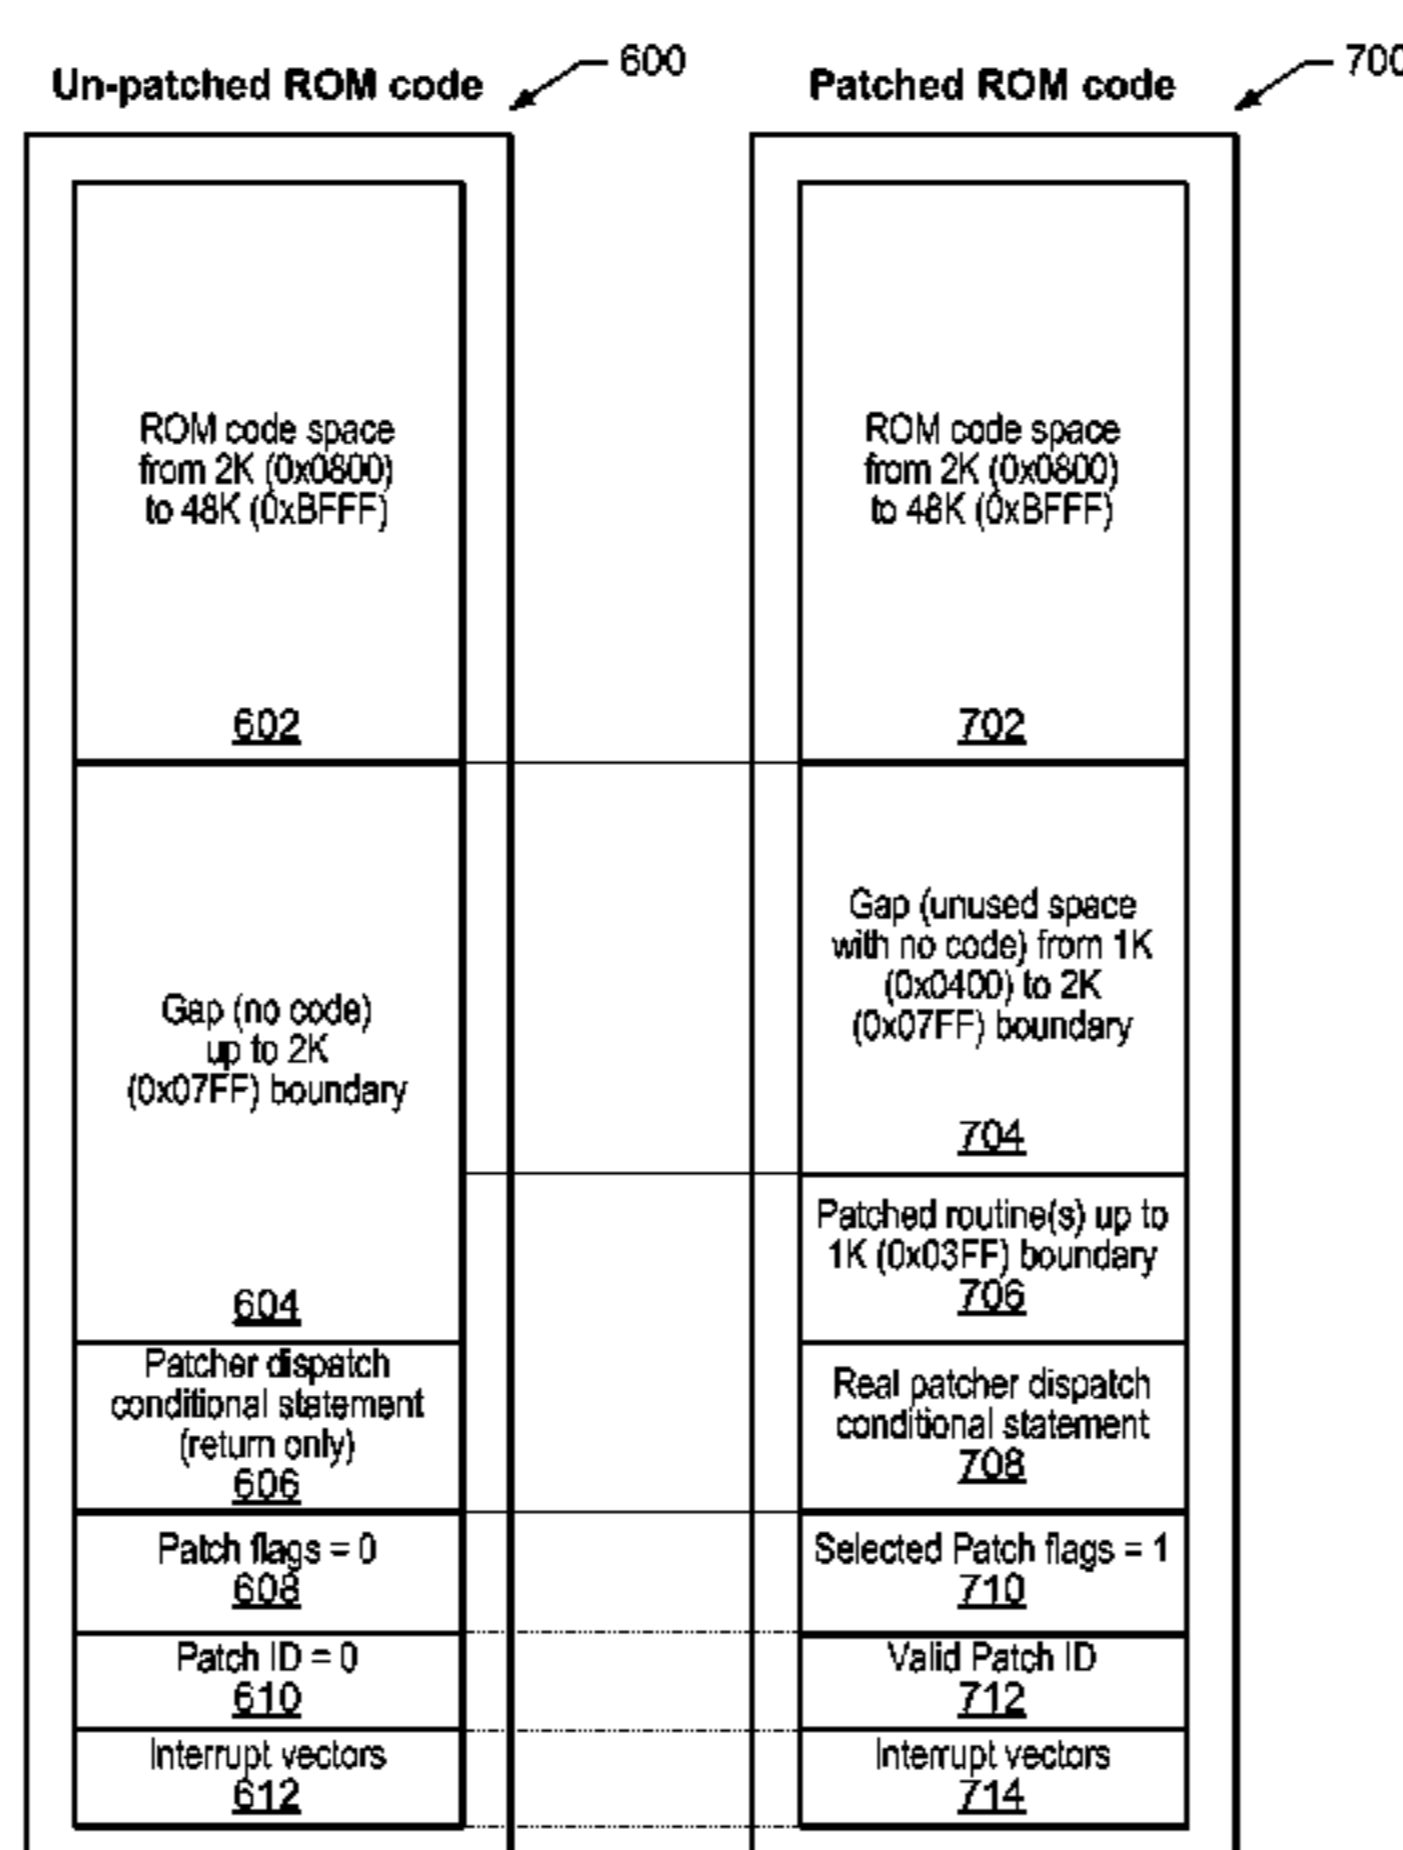 Un-patched ROM code
600
ROM code space
from 2K (0x0800)
to 48K (0xBFFF)
602
Gap (no code)
up to 2K
(0x07FF) boundary
604
Patcher dispatch
conditional statement
(return only)
606
Patch flags = 0
608
Patch ID = 0
610
Interrupt vectors
612
Patched ROM code
700
ROM code space
from 2K (0x0800)
to 48K (0xBFFF)
702
Gap (unused space
with no code) from 1K
(0x0400) to 2K
(0x07FF) boundary
704
Patched routine(s) up to
1K (0x03FF) boundary
706
Real patcher dispatch
conditional statement
708
Selected Patch flags = 1
710
Valid Patch ID
712
Interrupt vectors
714